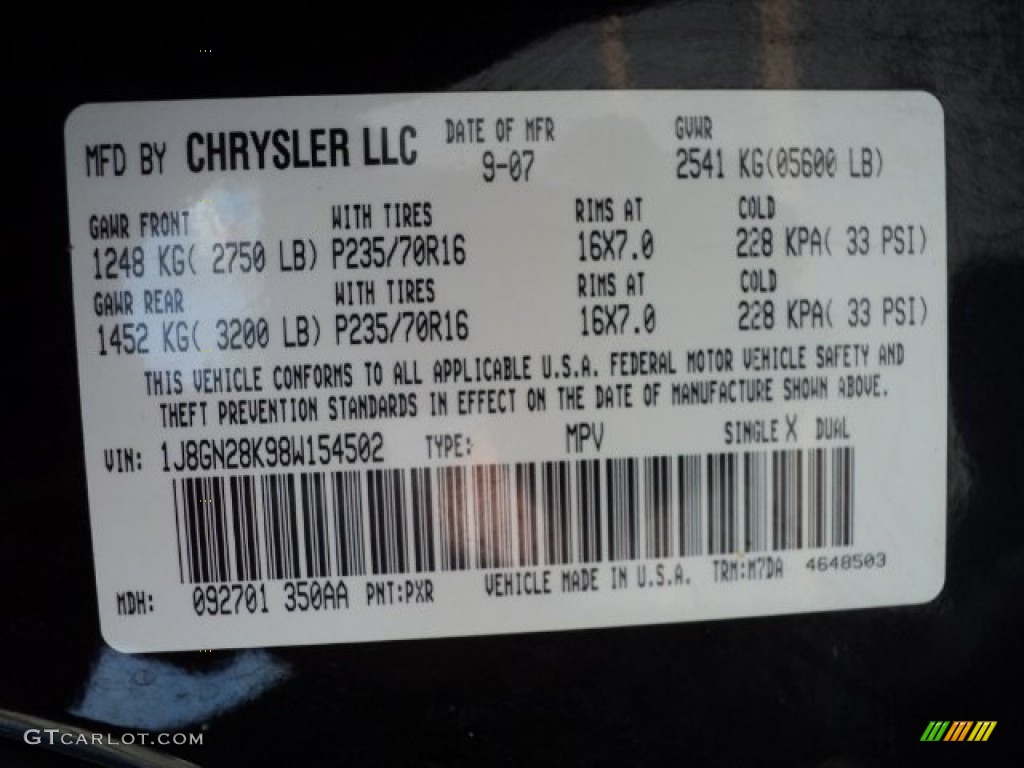 MFD BY CHRYSLER LLC DATE OF MFR GVWR
9-07 2541 KG(05600 LB)
GAWR FRONT WITH TIRES RIMS AT COLD
1248 KG( 2750 LB) P235/70R16 16X7.0 228 KPA( 33 PSI)
GAWR REAR WITH TIRES RIMS AT COLD
1452 KG( 3200 LB) P235/70R16 16X7.0 228 KPA( 33 PSI)
THIS VEHICLE CONFORMS TO ALL APPLICABLE U.S.A. FEDERAL MOTOR VEHICLE SAFETY AND
THEFT PREVENTION STANDARDS IN EFFECT ON THE DATE OF MANUFACTURE SHOWN ABOVE.
VIN: 1J8GN28K98W154502 TYPE: MPV SINGLE X DUAL
MDH: 092701 350AA PNT:PXR VEHICLE MADE IN U.S.A. TRM:M7DA 4648503
GTCARLOT.COM